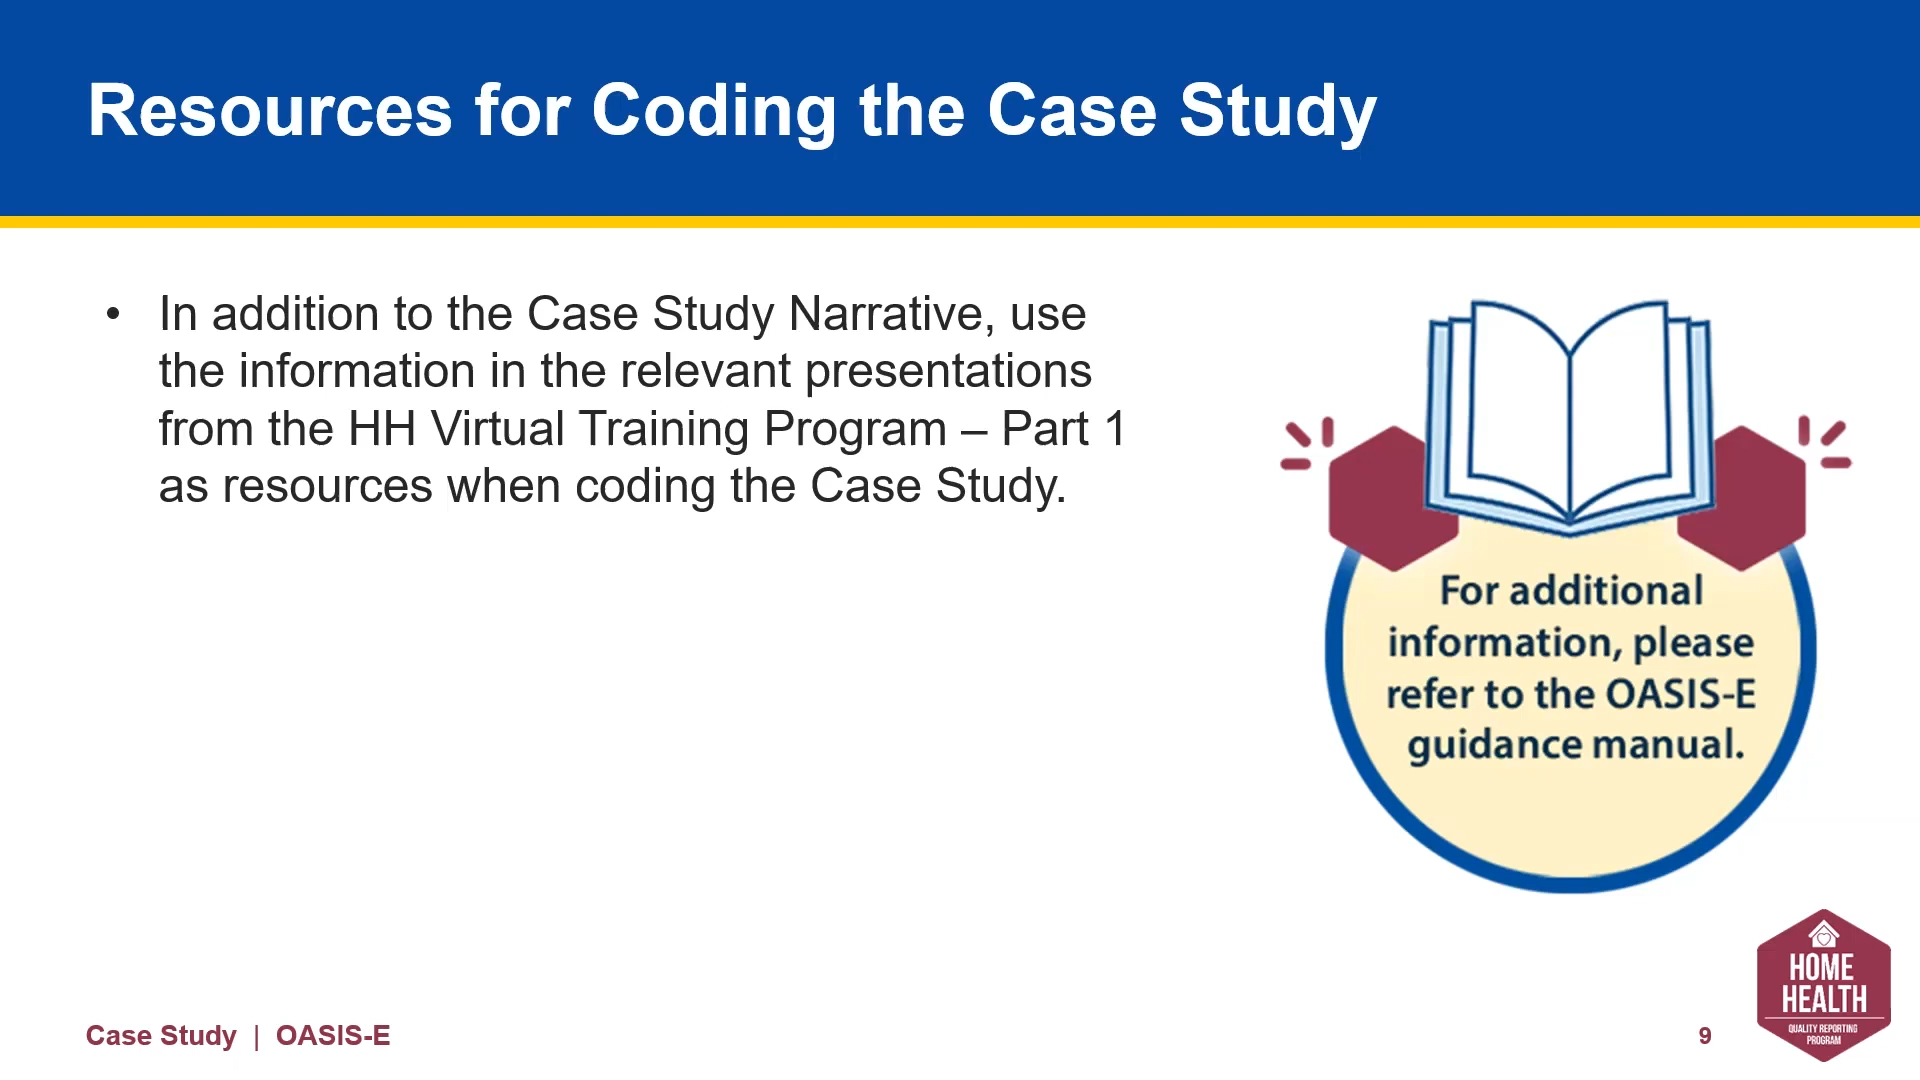 Resources for Coding the Case Study
• In addition to the Case Study Narrative, use
the information in the relevant presentations
from the HH Virtual Training Program – Part 1
as resources when coding the Case Study.
For additional
information, please
refer to the OASIS-E
guidance manual.
Case Study | OASIS-E
9
HOME
HEALTH
QUALITY REPORTING
PROGRAM